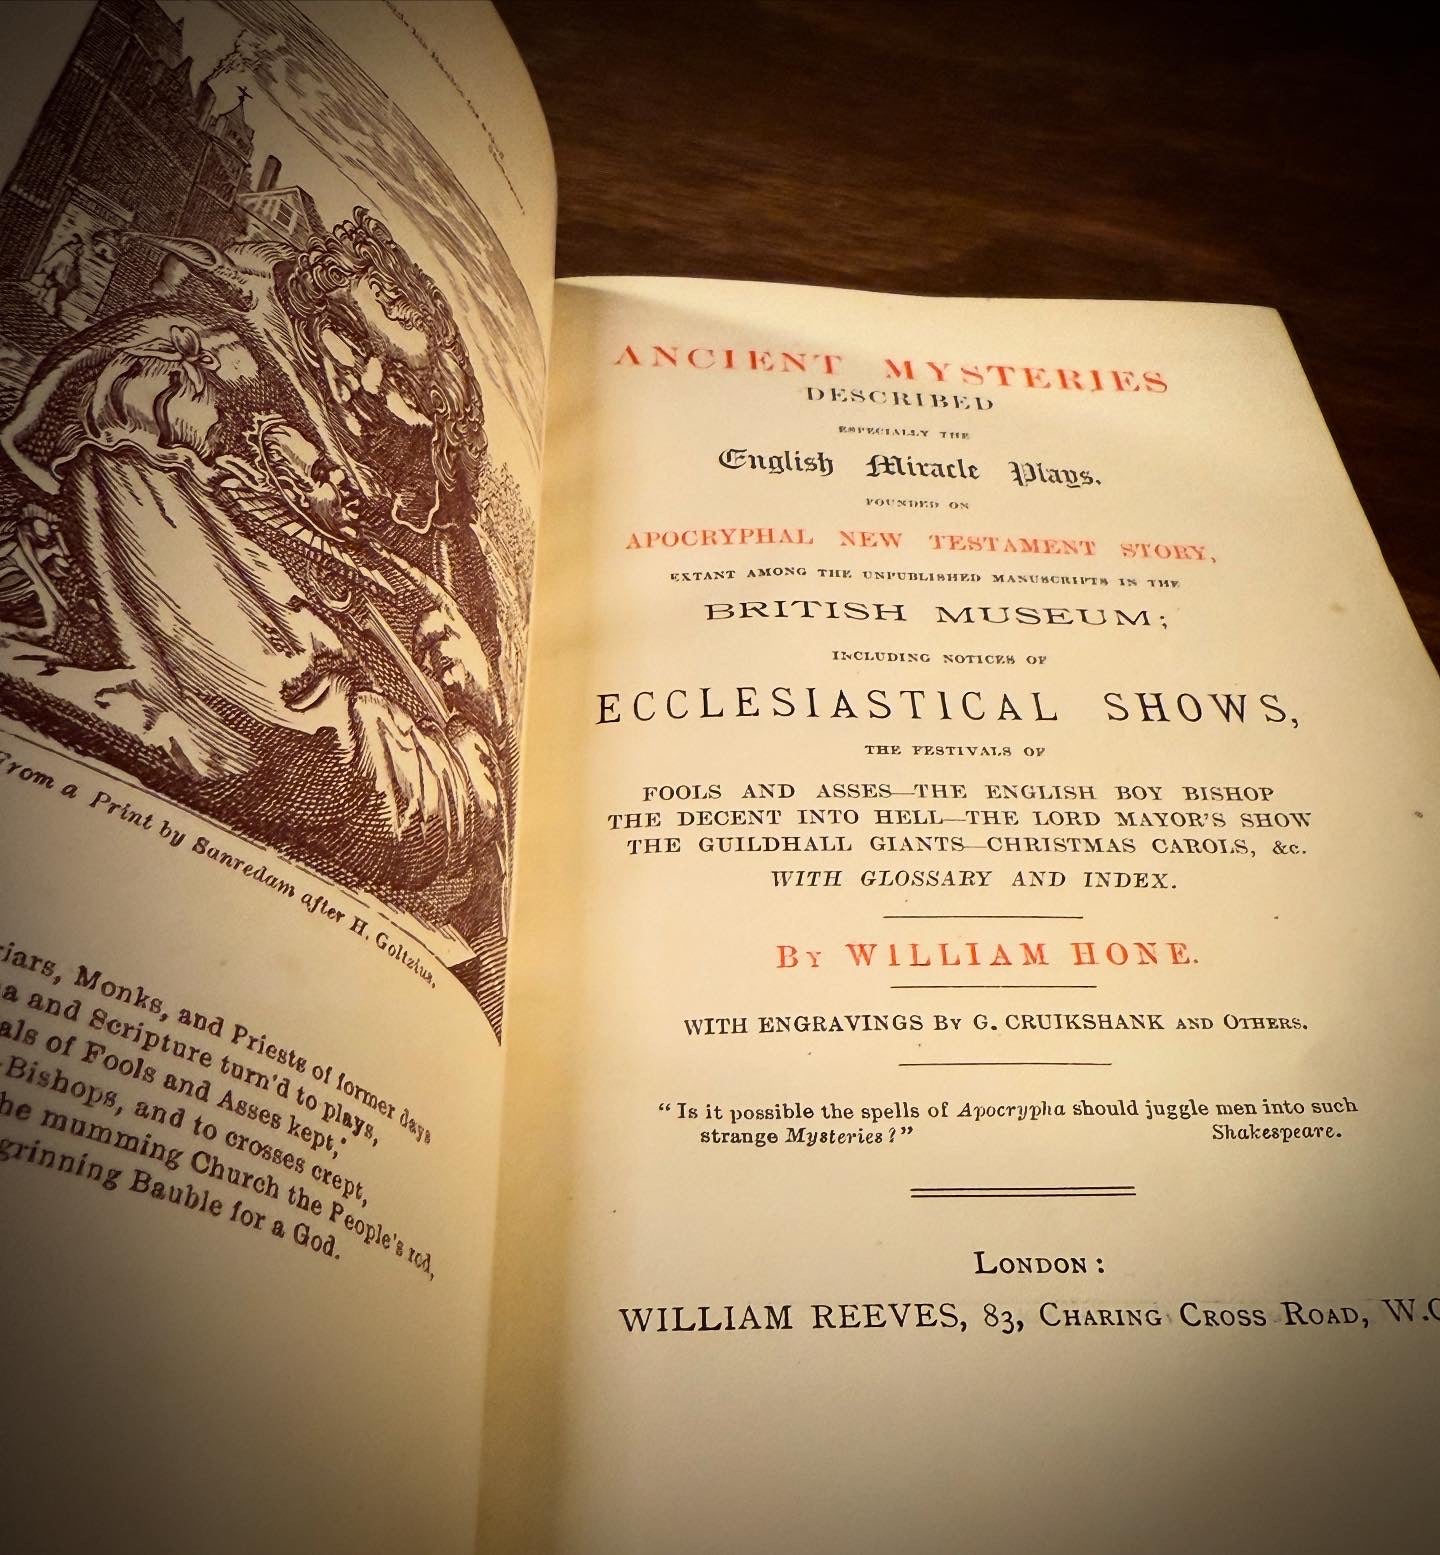 From a Print by Sanredam after H. Goltzius,
Monks, and Priests of former days
and Scripture turn'd to plays,
of Fools and Asses kept,
Bishops, and to crosses crept,
mumming Church the People's rod,
grinning Bauble for a God.
ANCIENT MYSTERIES
DESCRIBED
ESPECIALLY THE
English Miracle Plays,
FOUNDED ON
APOCRYPHAL NEW TESTAMENT STORY,
EXTANT AMONG THE UNPUBLISHED MANUSCRIPTS IN THE
BRITISH MUSEUM;
INCLUDING NOTICES OF
ECCLESIASTICAL SHOWS,
THE FESTIVALS OF
FOOLS AND ASSES—THE ENGLISH BOY BISHOP
THE DECENT INTO HELL—THE LORD MAYOR'S SHOW
THE GUILDHALL GIANTS—CHRISTMAS CAROLS, &c.
WITH GLOSSARY AND INDEX.
BY WILLIAM HONE.
WITH ENGRAVINGS BY G. CRUIKSHANK AND OTHERS.
“Is it possible the spells of Apocrypha should juggle men into such
strange Mysteries?” Shakespeare.
LONDON:
WILLIAM REEVES, 83, CHARING CROSS ROAD, W.C